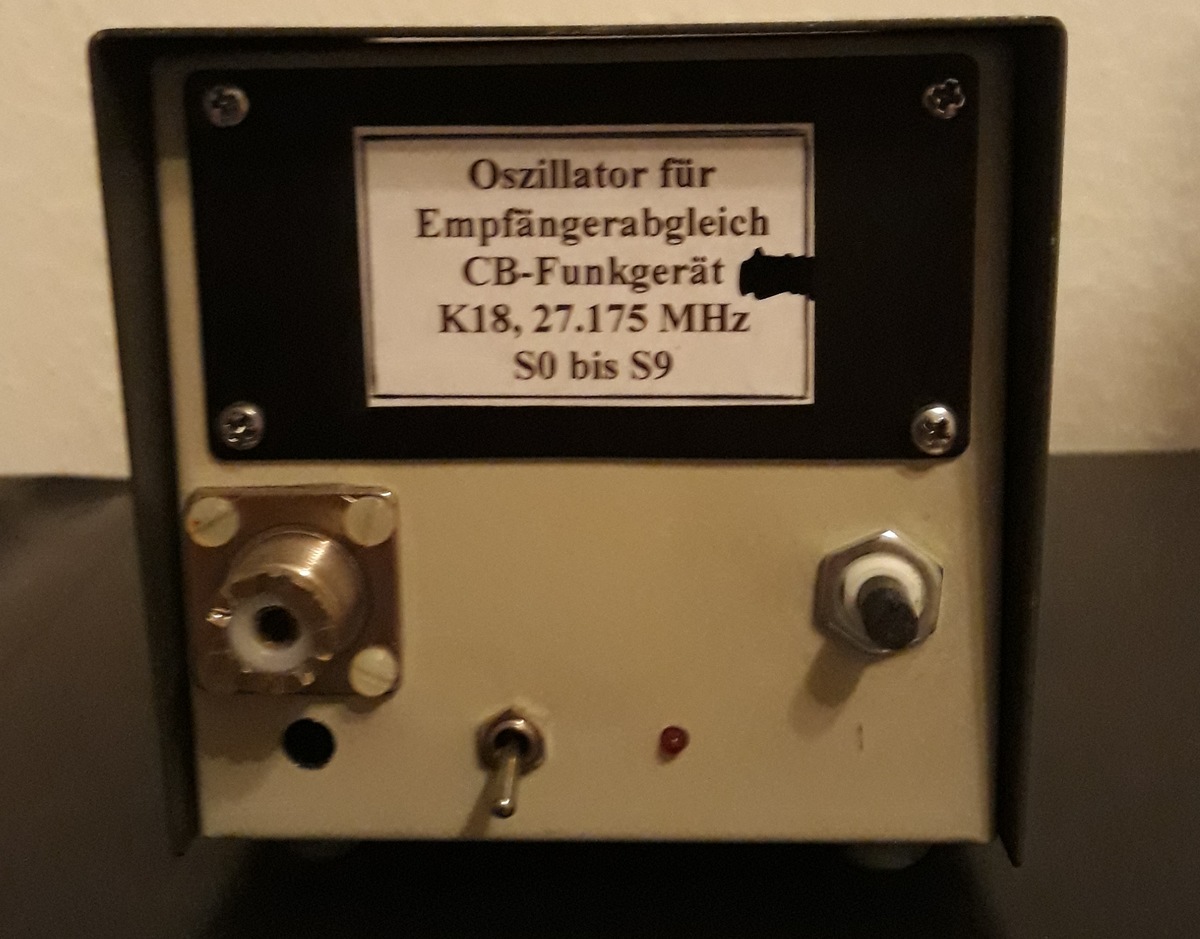 Oszillator für
Empfängerabgleich
CB-Funkgerät
K18, 27.175 MHz
S0 bis S9